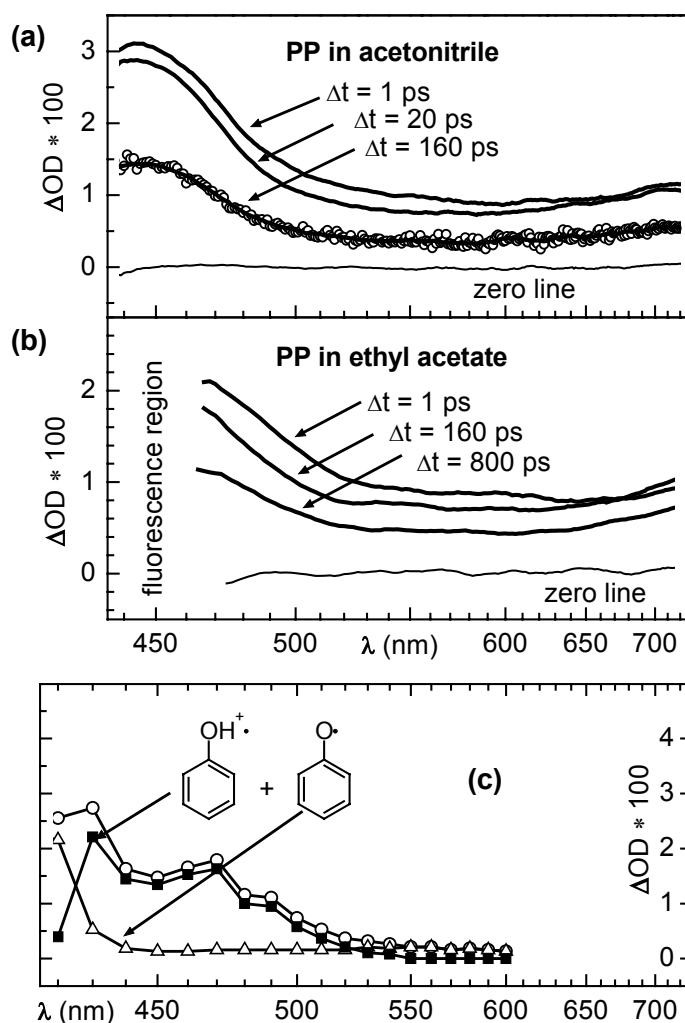 (a)
PP in acetonitrile
Δt = 1 ps
Δt = 20 ps
Δt = 160 ps
zero line
ΔOD * 100
3
2
1
0
(b)
PP in ethyl acetate
Δt = 1 ps
Δt = 160 ps
Δt = 800 ps
fluorescence region
zero line
ΔOD * 100
2
1
0
450 500 λ (nm) 600 650 700
(c)
OH+•
+
O•
ΔOD * 100
4
3
2
1
0
λ (nm) 450 500 550 600 650 700